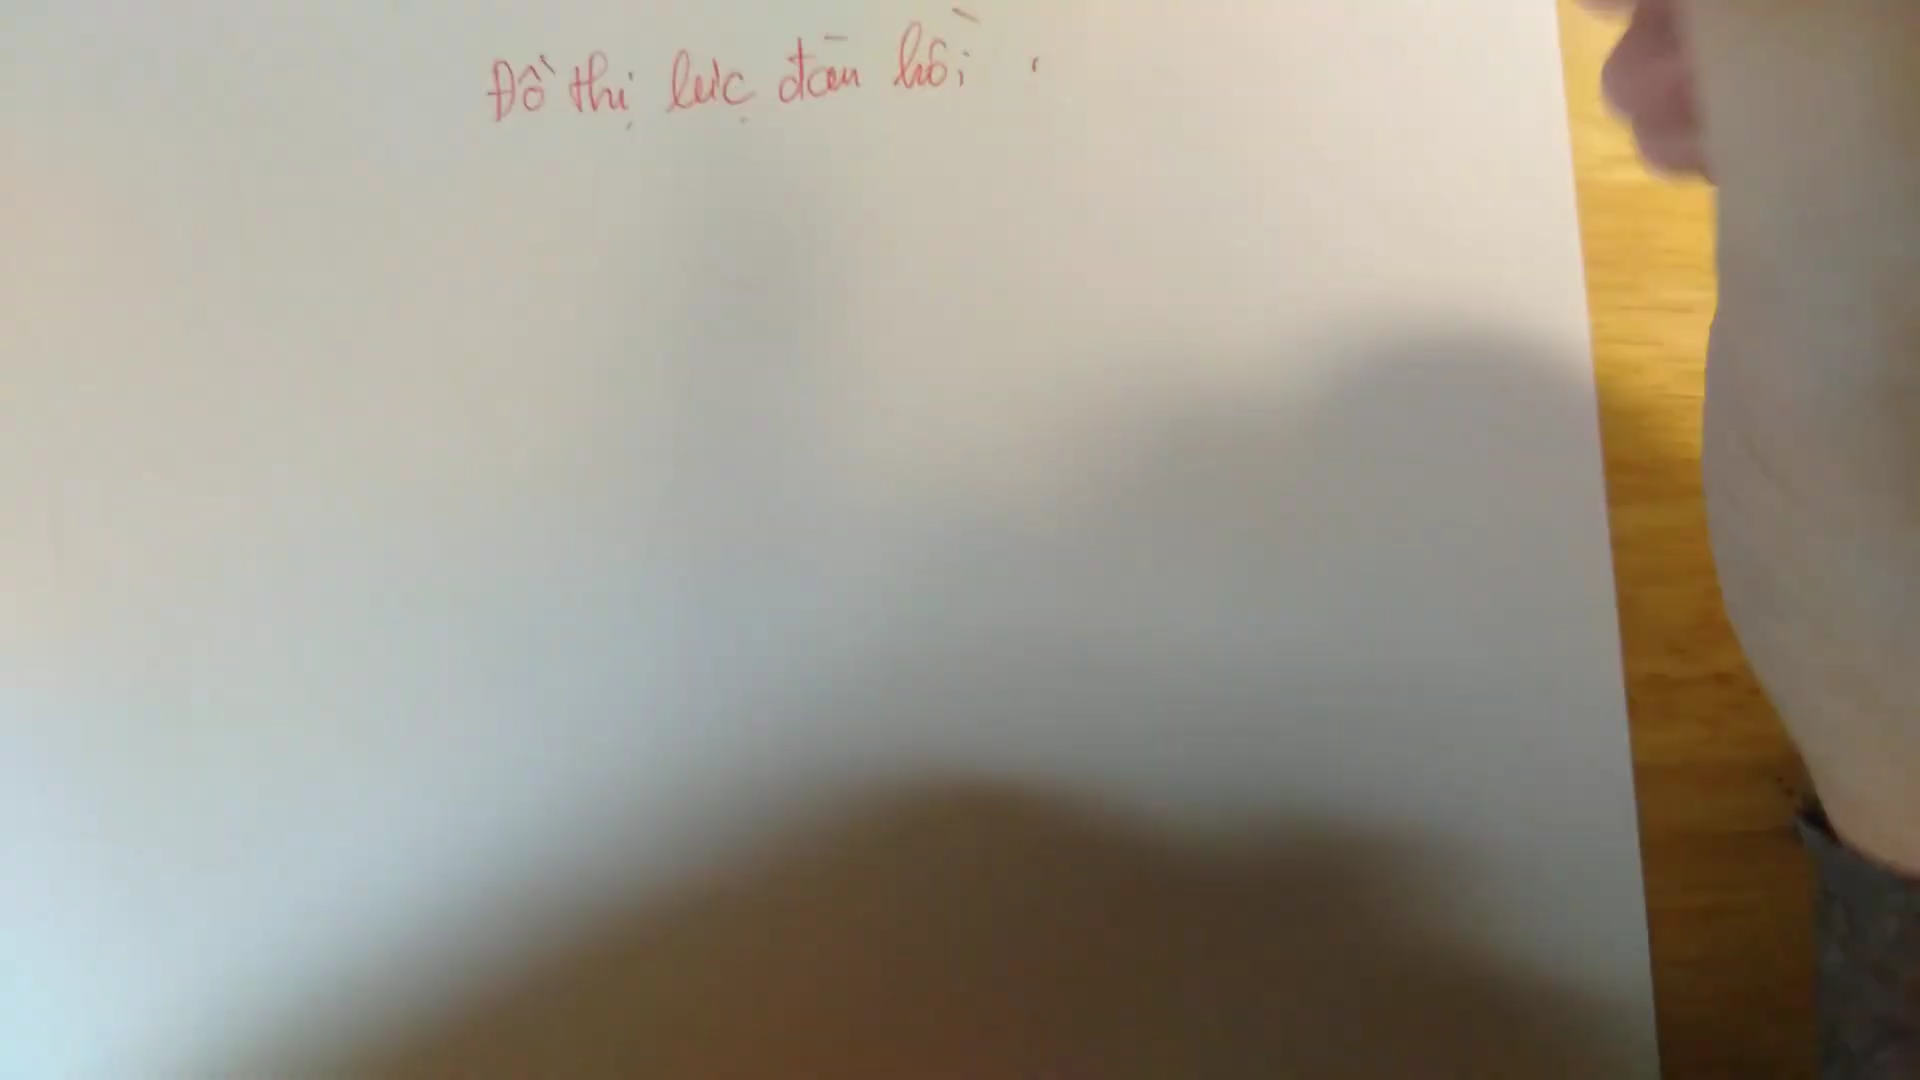 Đồ thị lực đàn hồi.